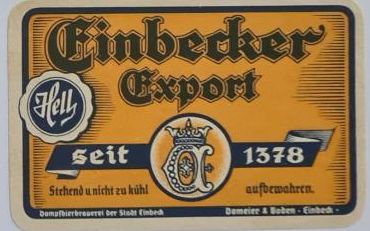 Einbecker
Export
Hell
seit 1378
Stehend u. nicht zu kühl aufbewahren.
Dampfbierbrauerei der Stadt Einbeck Domeier & Boden - Einbeck -